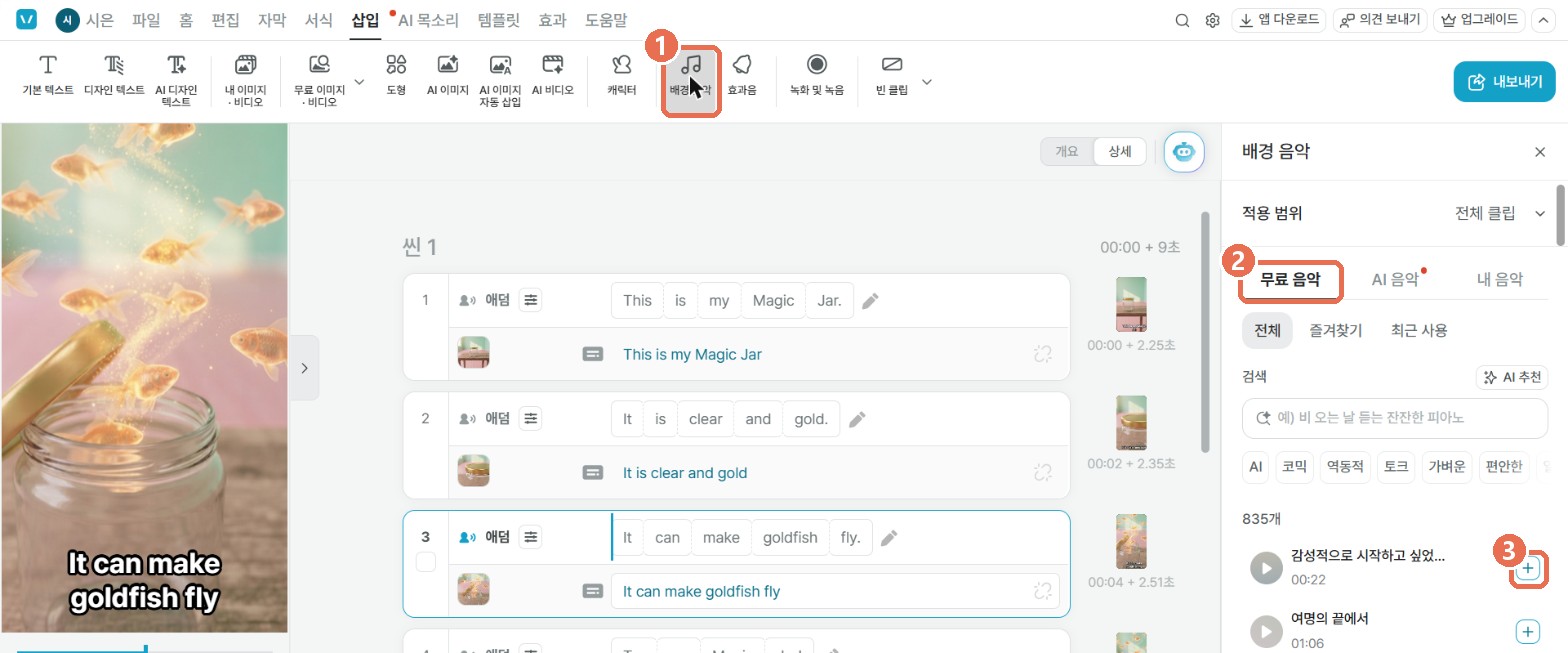 시 시은 파일 홈 편집 자막 서식 삽입 AI 목소리 템플릿 효과 도움말 앱 다운로드 의견 보내기 업그레이드
1
기본 텍스트 디자인 텍스트 AI 디자인 텍스트 내 이미지 · 비디오 무료 이미지 · 비디오 도형 AI 이미지 AI 이미지 자동 삽입 AI 비디오 캐릭터 배경 효과음 녹화 및 녹음 빈 클립 내보내기
개요 상세
배경 음악
적용 범위 전체 클립
씬 1 00:00 + 9초
2
무료 음악 AI 음악 내 음악
1 애덤 This is my Magic Jar.
This is my Magic Jar 00:00 + 2.25초
전체 즐겨찾기 최근 사용
검색 AI 추천
예) 비 오는 날 듣는 잔잔한 피아노
2 애덤 It is clear and gold.
It is clear and gold 00:02 + 2.35초
AI 코믹 역동적 토크 가벼운 편안한
835개
3 애덤 It can make goldfish fly.
It can make goldfish fly 00:04 + 2.51초
3
감성적으로 시작하고 싶었...
00:22
여명의 끝에서
01:06
It can make
goldfish fly